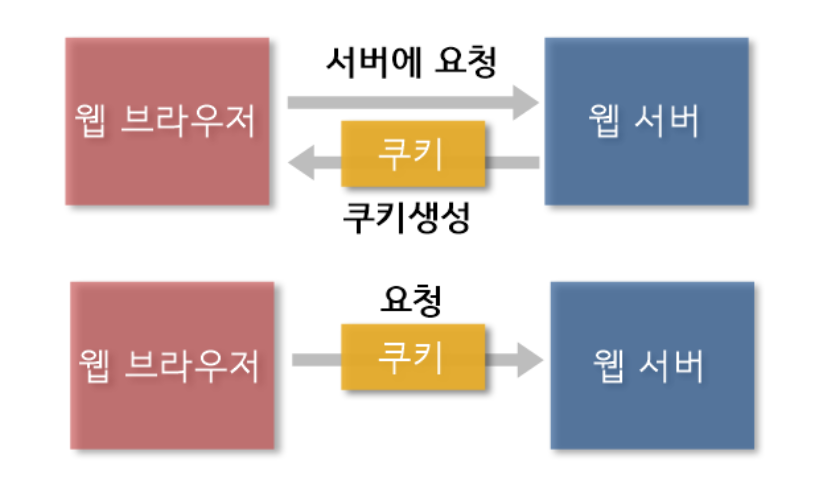 서버에 요청
웹 브라우저
웹 서버
쿠키
쿠키생성
요청
웹 브라우저
쿠키
웹 서버